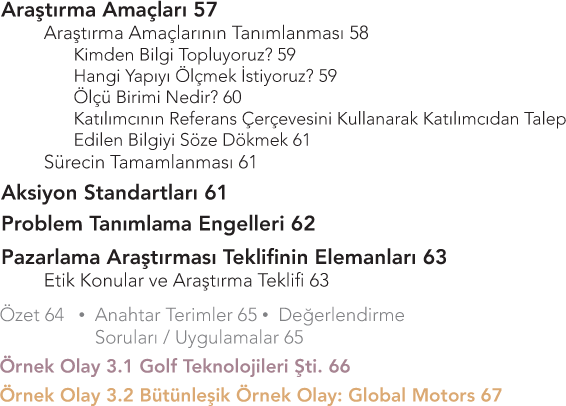 Araştırma Amaçları 57
Araştırma Amaçlarının Tanımlanması 58
Kimden Bilgi Topluyoruz? 59
Hangi Yapıyı Ölçmek İstiyoruz? 59
Ölçü Birimi Nedir? 60
Katılımcının Referans Çerçevesini Kullanarak Katılımcıdan Talep
Edilen Bilgiyi Söze Dökmek 61
Sürecin Tamamlanması 61
Aksiyon Standartları 61
Problem Tanımlama Engelleri 62
Pazarlama Araştırması Teklifinin Elemanları 63
Etik Konular ve Araştırma Teklifi 63
Özet 64 • Anahtar Terimler 65 • Değerlendirme
Soruları / Uygulamalar 65
Örnek Olay 3.1 Golf Teknolojileri Şti. 66
Örnek Olay 3.2 Bütünleşik Örnek Olay: Global Motors 67